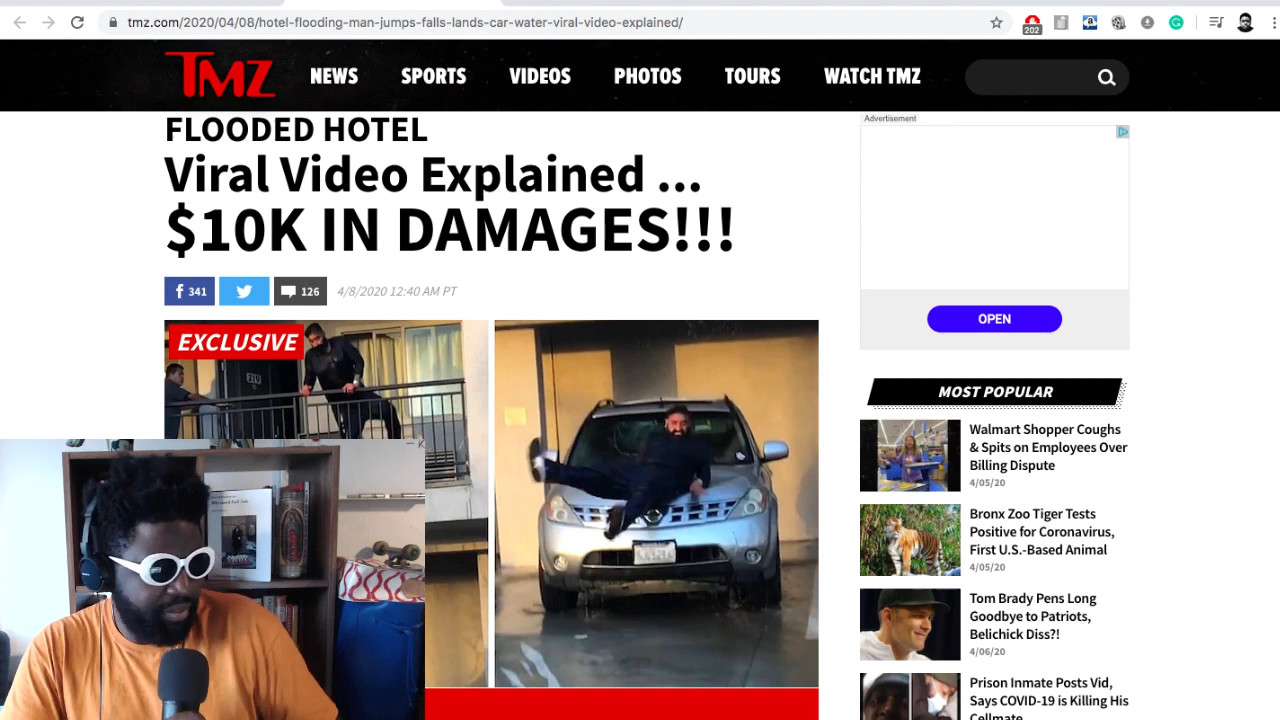 tmz.com/2020/04/08/hotel-flooding-man-jumps-falls-lands-car-water-viral-video-explained/
202
TMZ
NEWS
SPORTS
VIDEOS
PHOTOS
TOURS
WATCH TMZ
FLOODED HOTEL
Viral Video Explained ...
$10K IN DAMAGES!!!
341
126
4/8/2020 12:40 AM PT
EXCLUSIVE
Advertisement
OPEN
MOST POPULAR
Walmart Shopper Coughs
& Spits on Employees Over
Billing Dispute
4/05/20
Bronx Zoo Tiger Tests
Positive for Coronavirus,
First U.S.-Based Animal
4/05/20
Tom Brady Pens Long
Goodbye to Patriots,
Belichick Diss?!
4/06/20
Prison Inmate Posts Vid,
Says COVID-19 is Killing His
Cellmate